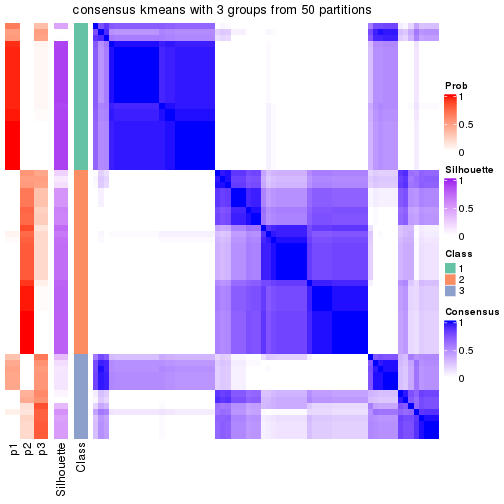 consensus kmeans with 3 groups from 50 partitions
Prob
1
0.5
0
Silhouette
1
0.5
0
Class
1
2
3
Consensus
1
0.5
0
p1
p2
p3
Silhouette
Class